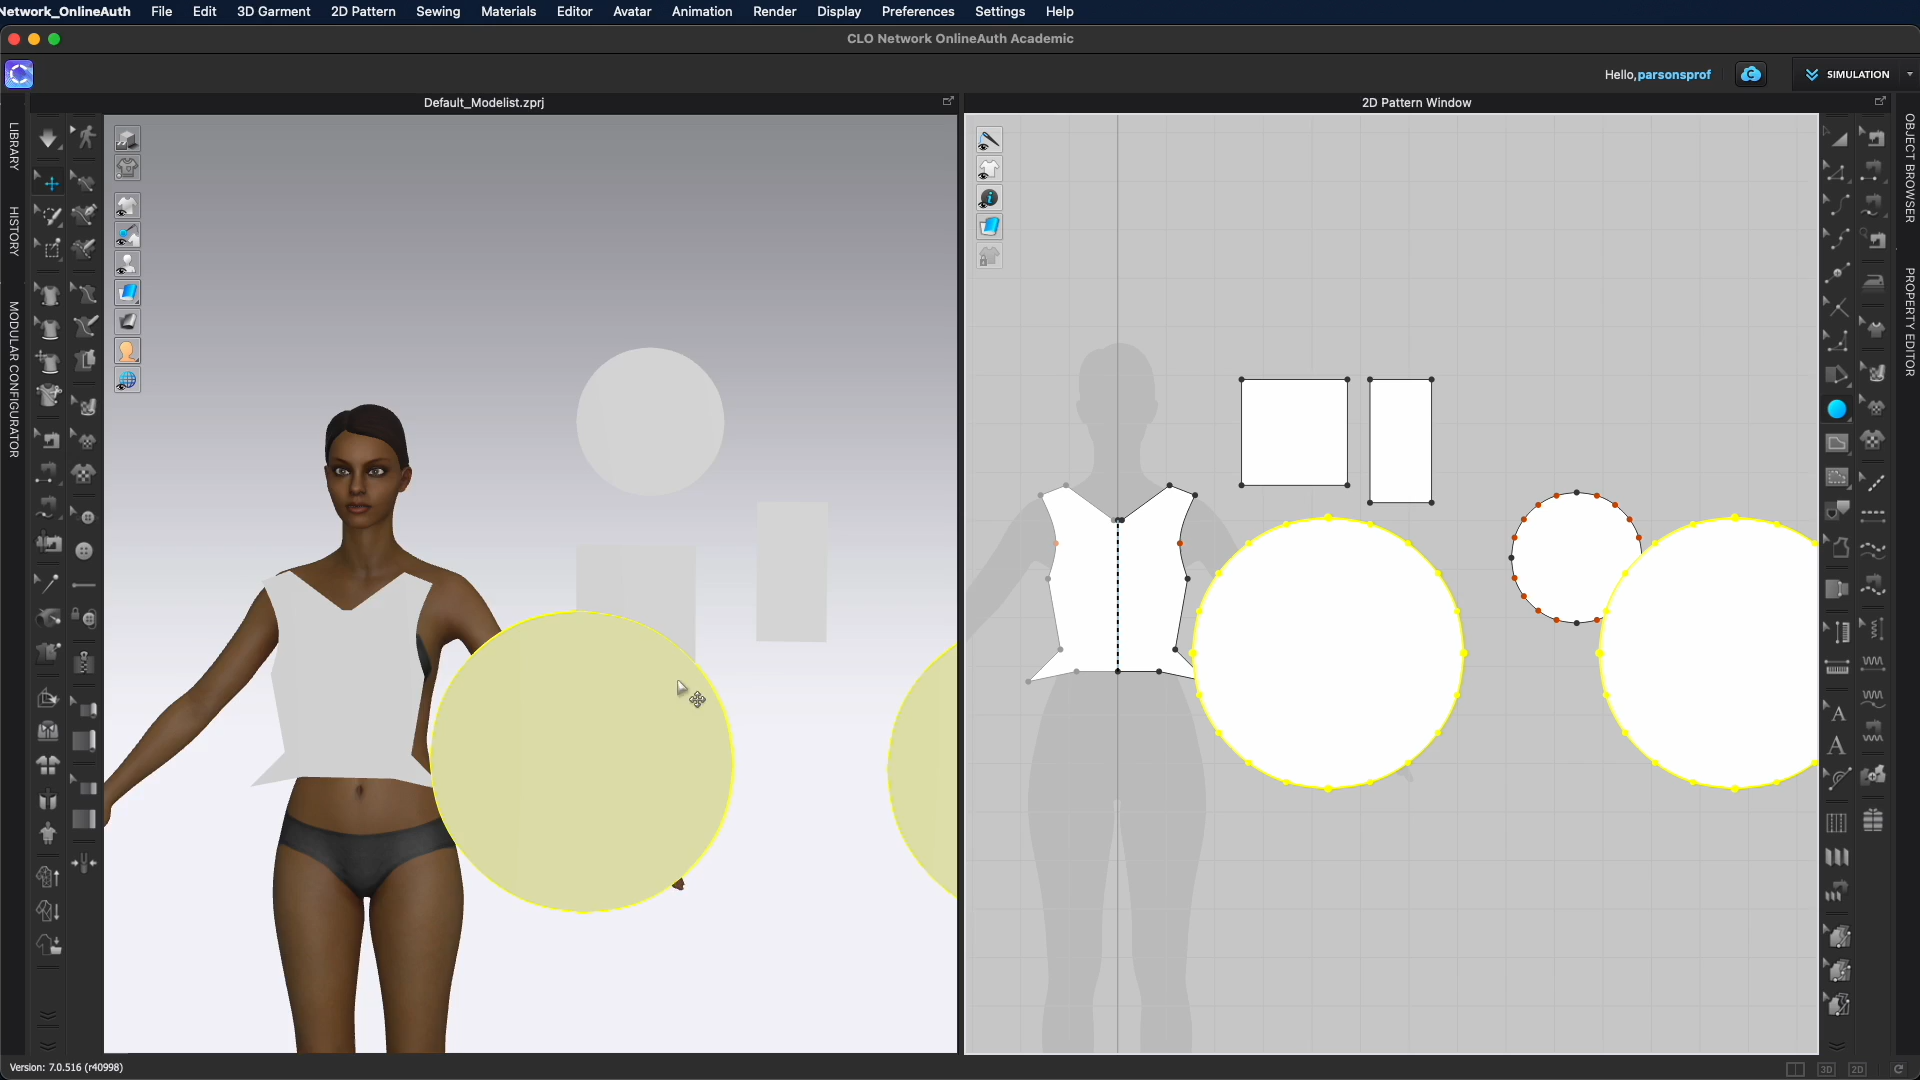 Network_OnlineAuth File Edit 3D Garment 2D Pattern Sewing Materials Editor Avatar Animation Render Display Preferences Settings Help
CLO Network OnlineAuth Academic
Hello,parsonsprof
SIMULATION
Default_Modelist.zprj
2D Pattern Window
LIBRARY
HISTORY
MODULAR CONFIGURATOR
OBJECT BROWSER
PROPERTY EDITOR
A
A
Version: 7.0.516 (r40998)
3D
2D